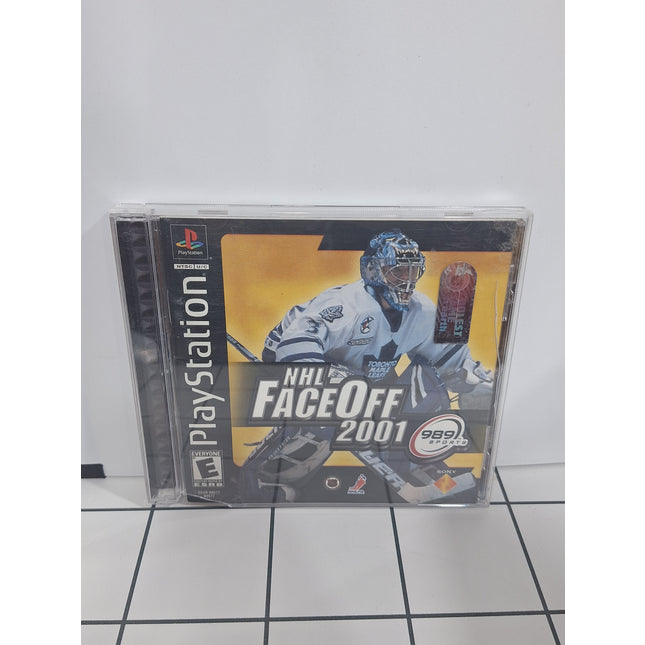 PlayStation
NTSC U/C
PlayStation
TORONTO
MAPLE
LEAFS
NHL
FACEOFF
2001
989
SPORTS
EVERYONE
E
ESRB
SONY